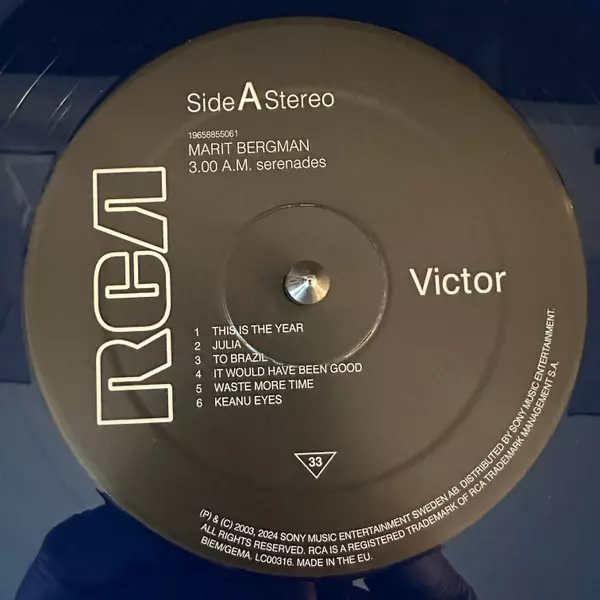 Side A Stereo
19658855061
MARIT BERGMAN
3.00 A.M. serenades
RCA
Victor
1 THIS IS THE YEAR
2 JULIA
3 TO BRAZIL
4 IT WOULD HAVE BEEN GOOD
5 WASTE MORE TIME
6 KEANU EYES
33
(P) & (C) 2003, 2024 SONY MUSIC ENTERTAINMENT SWEDEN AB. DISTRIBUTED BY SONY MUSIC ENTERTAINMENT.
ALL RIGHTS RESERVED. RCA IS A REGISTERED TRADEMARK OF RCA TRADEMARK MANAGEMENT S.A.
BIEM/GEMA. LC00316. MADE IN THE EU.